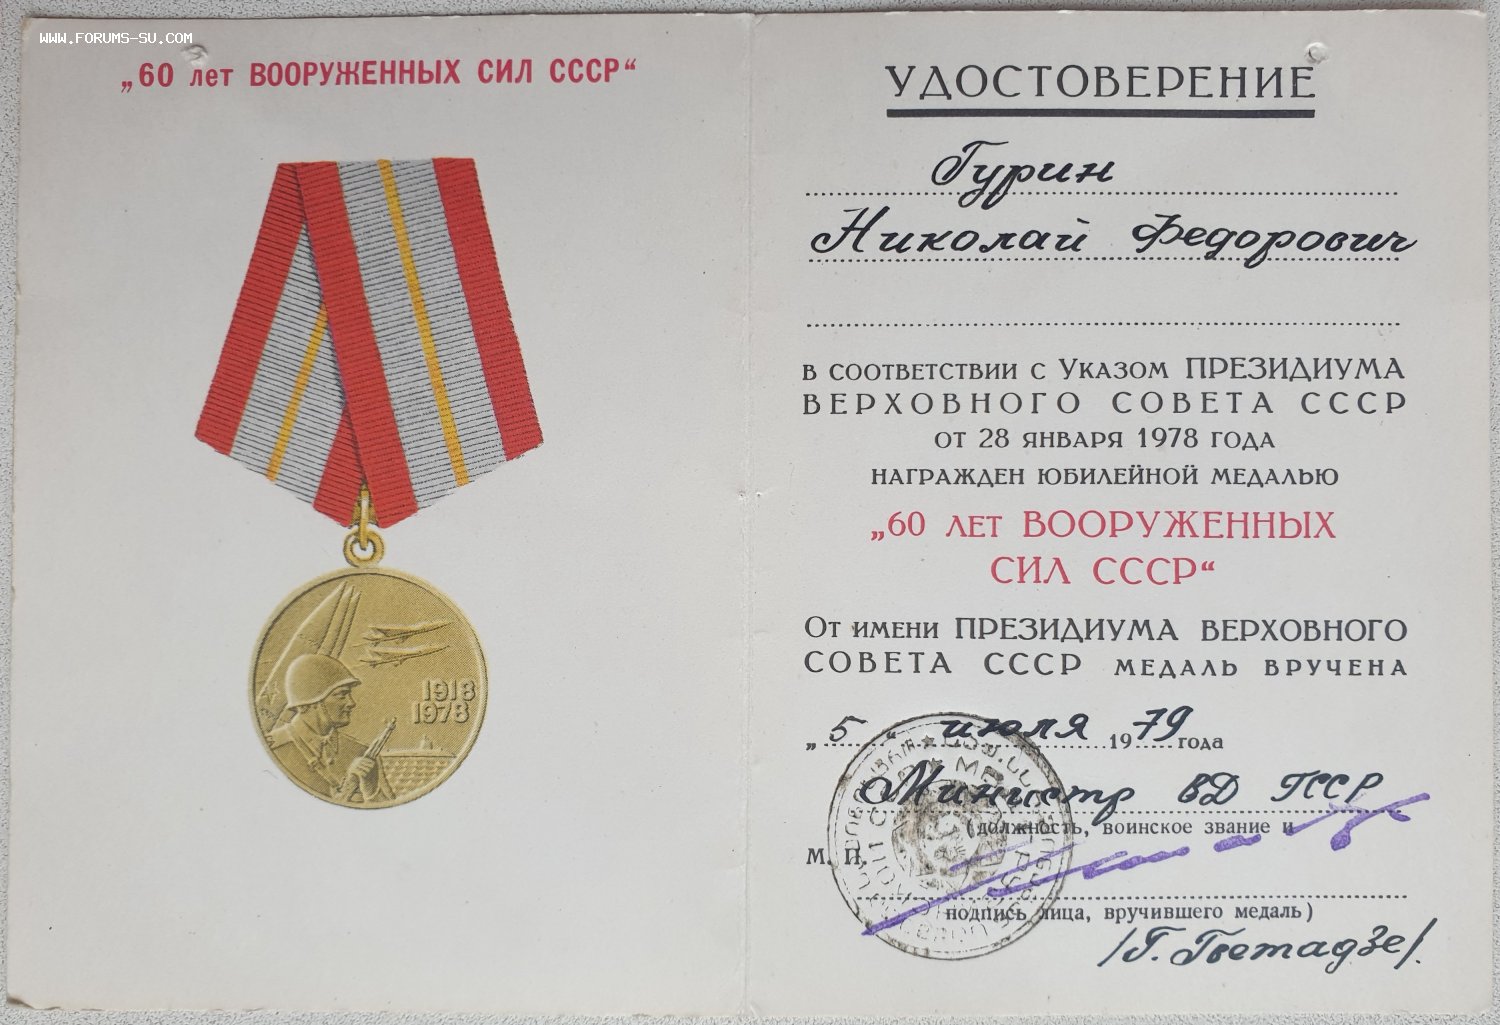 WWW.FORUMS-SU.COM
„60 лет ВООРУЖЕННЫХ СИЛ СССР“
1918
1978
УДОСТОВЕРЕНИЕ
Гурин
Николай Федорович
В СООТВЕТСТВИИ С УКАЗОМ ПРЕЗИДИУМА
ВЕРХОВНОГО СОВЕТА СССР
ОТ 28 ЯНВАРЯ 1978 ГОДА
НАГРАЖДЕН ЮБИЛЕЙНОЙ МЕДАЛЬЮ
„60 ЛЕТ ВООРУЖЕННЫХ
СИЛ СССР“
ОТ ИМЕНИ ПРЕЗИДИУМА ВЕРХОВНОГО
СОВЕТА СССР МЕДАЛЬ ВРУЧЕНА
„5“ июля 1979 года
Министр ВД ГССР
(должность, воинское звание и
М. П.
подпись лица, вручившего медаль)
/Г. Гветадзе/.